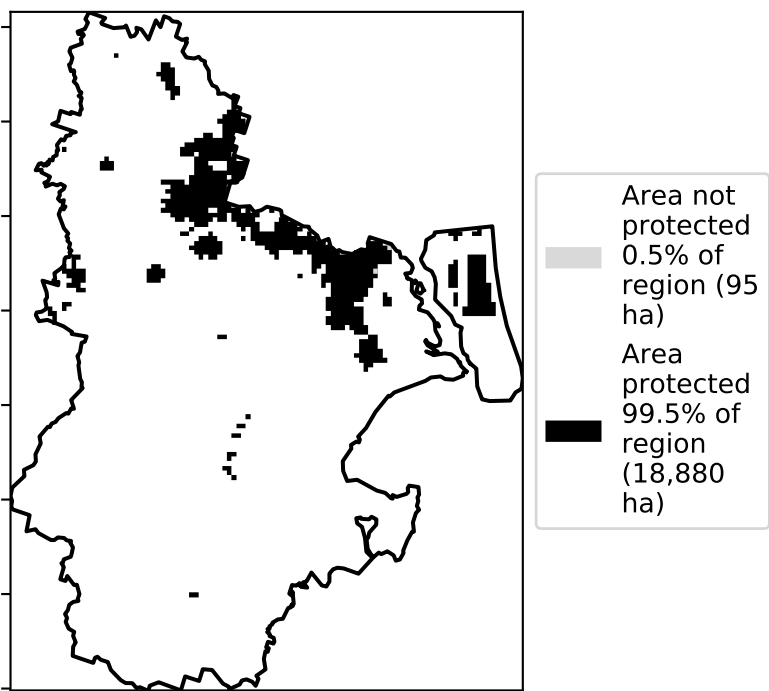 Area not
protected
0.5% of
region (95
ha)
Area
protected
99.5% of
region
(18,880
ha)